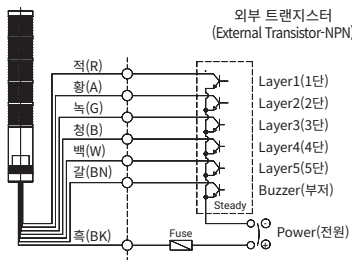 외부 트랜지스터
(External Transistor-NPN)
적(R)
황(A)
녹(G)
청(B)
백(W)
갈(BN)
흑(BK)
Layer1(1단)
Layer2(2단)
Layer3(3단)
Layer4(4단)
Layer5(5단)
Buzzer(부저)
Steady
Fuse
Power(전원)